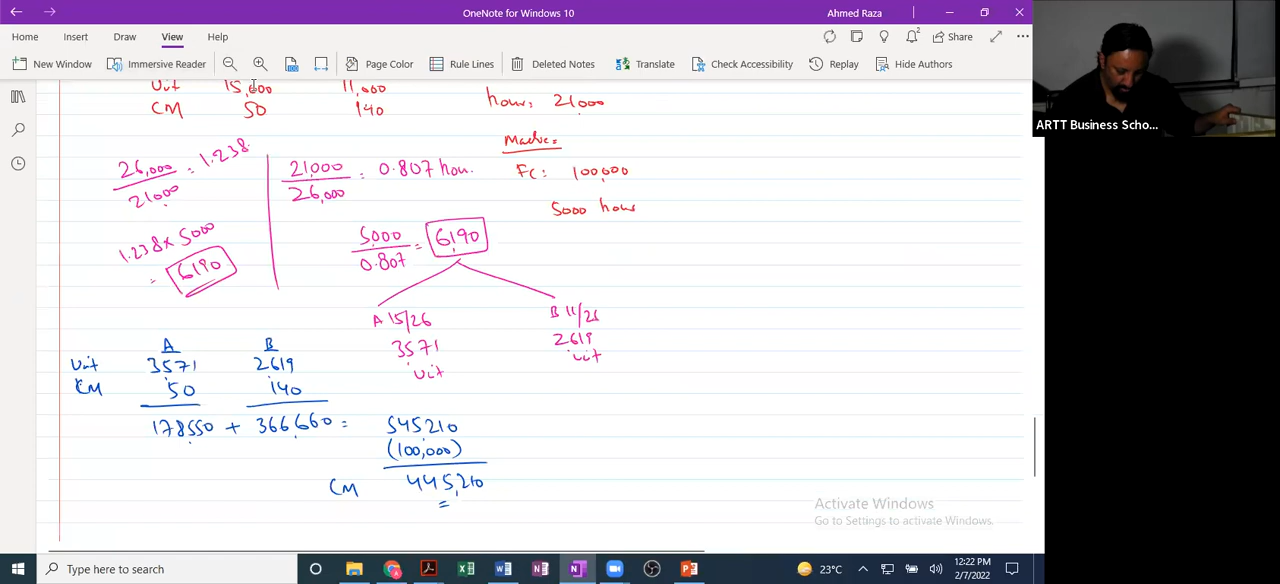 OneNote for Windows 10
Ahmed Raza
Home Insert Draw View Help
Share
New Window Immersive Reader Page Color Rule Lines Deleted Notes Translate Check Accessibility Replay Hide Authors
Unit 15,000 11,000
CM 50 140
hours: 21000
26,000 / 21000 = 1.238
1.238 x 5000
= 6190
21,000 / 26,000 = 0.807 hour.
5000 / 0.807 = 6190
A 15/26
3571
Unit
B 11/26
2619
Unit
FC: 100,000
5000 hours
A B
Unit 3571 2619
CM 50 140
178550 + 366660 = 545210
(100,000)
CM 445,210
=
Activate Windows
Go to Settings to activate Windows.
ARTT Business Scho...
Type here to search
23°C
12:22 PM
2/7/2022